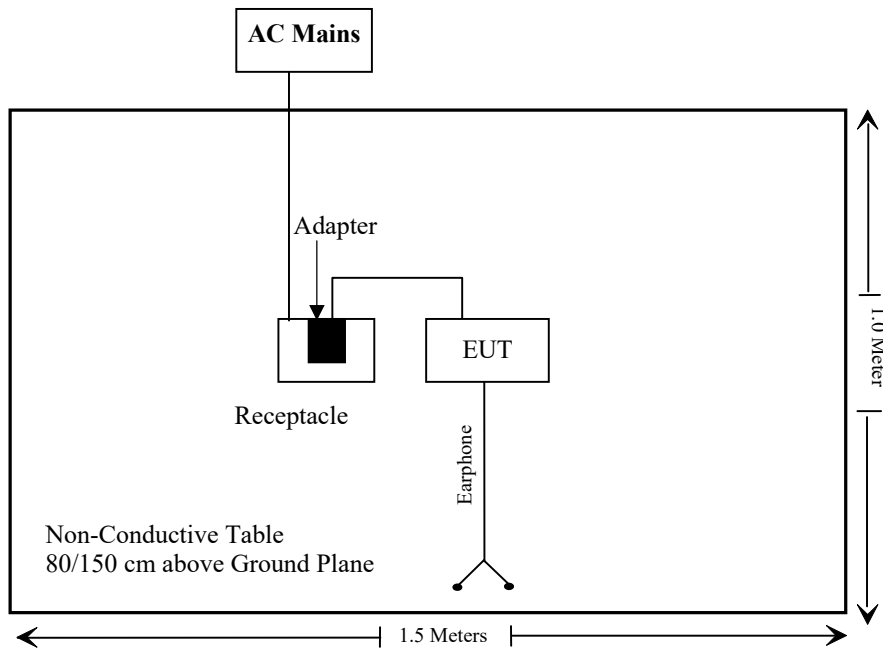 AC Mains
Adapter
EUT
Receptacle
Earphone
1.0 Meter
Non-Conductive Table
80/150 cm above Ground Plane
1.5 Meters